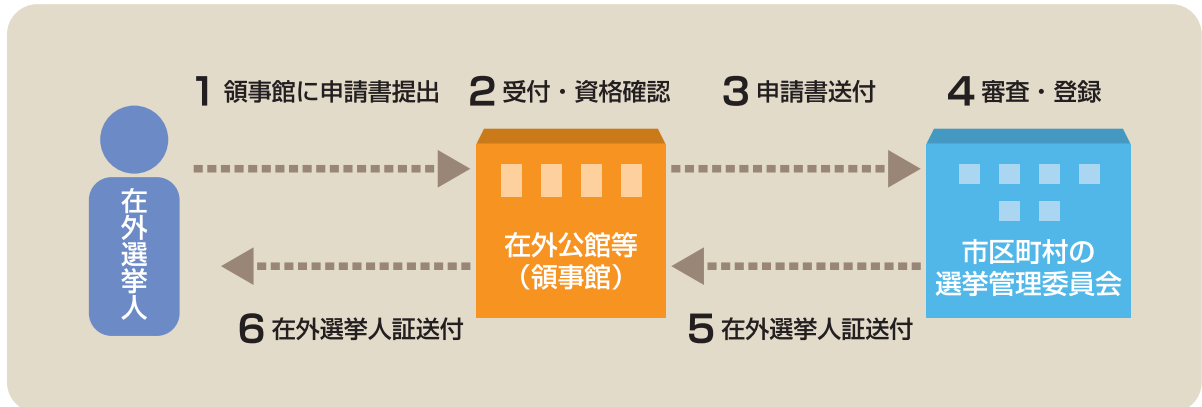 1 領事館に申請書提出
2 受付・資格確認
3 申請書送付
4 審査・登録
在外選挙人
在外公館等
（領事館）
市区町村の
選挙管理委員会
6 在外選挙人証送付
5 在外選挙人証送付